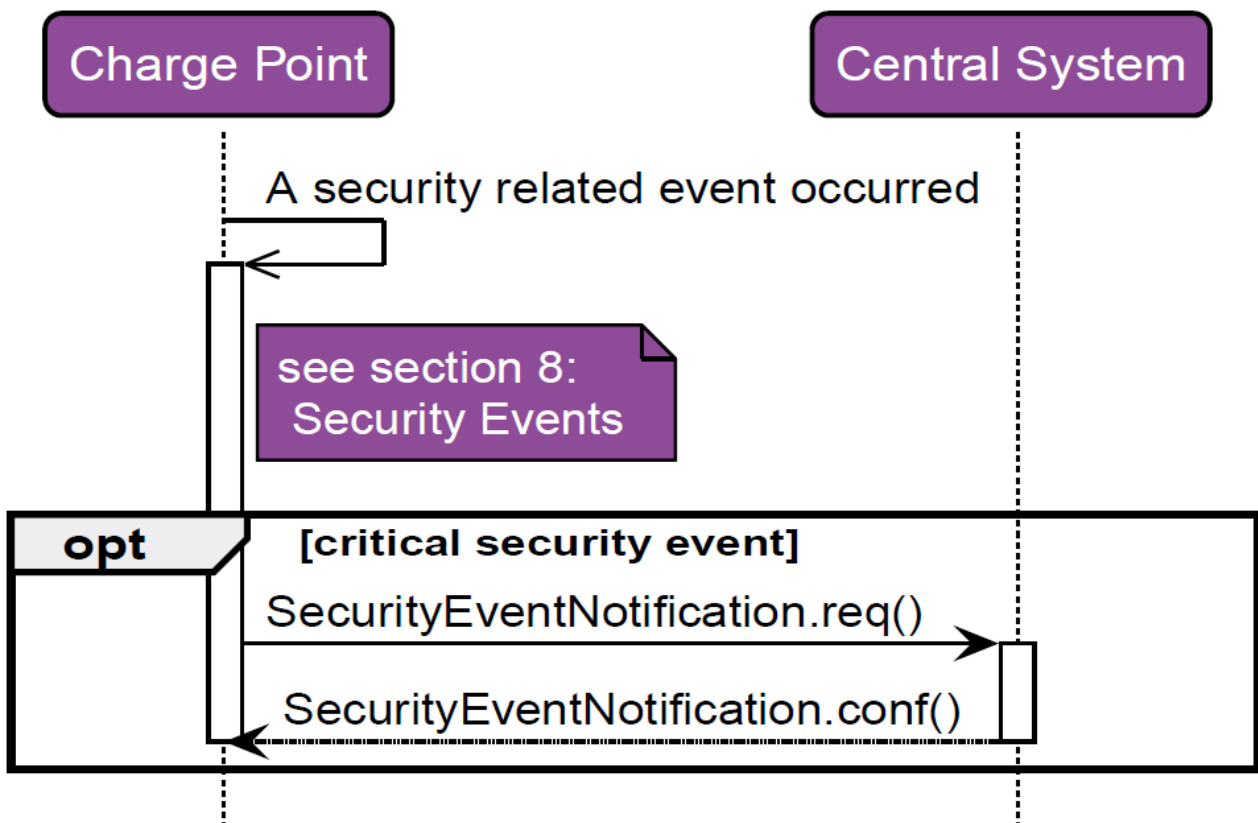 Charge Point
Central System
A security related event occurred
see section 8:
Security Events
opt
[critical security event]
SecurityEventNotification.req()
SecurityEventNotification.conf()